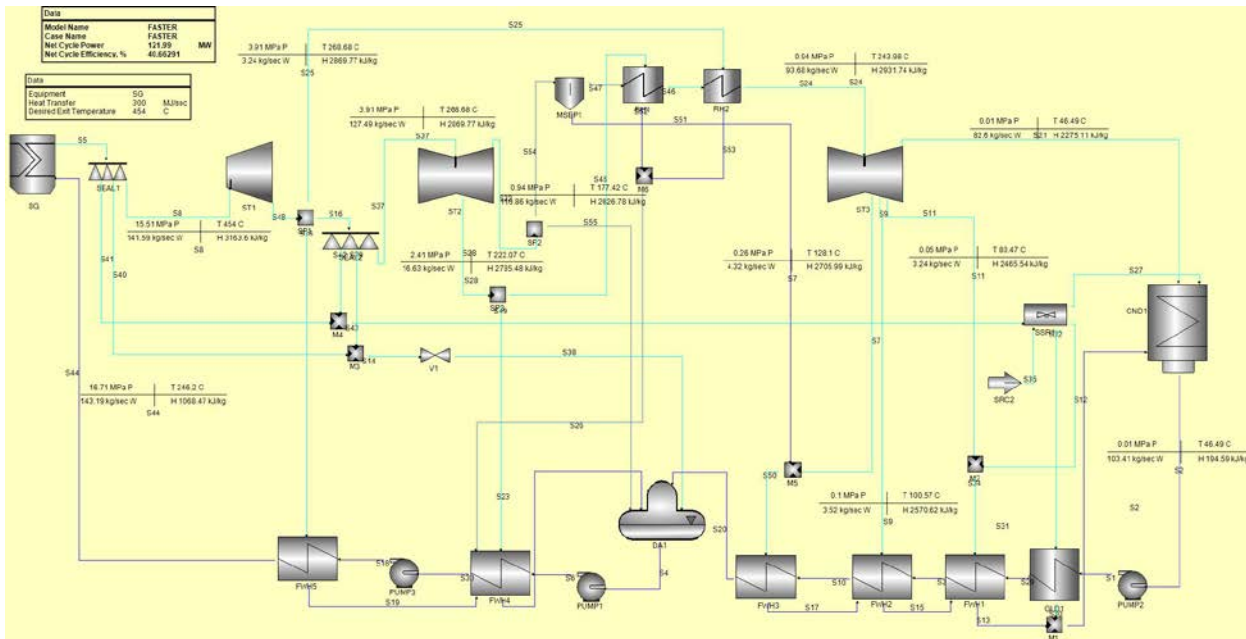 Data
Model Name FASTER
Case Name FASTER
Net Cycle Power 121.99 MW
Net Cycle Efficiency, % 40.66291
Data
Equipment SG
Heat Transfer 300 MJ/sec
Desired Exit Temperature 454 C
S25
3.91 MPa P T 268.68 C
3.24 kg/sec W H 2869.77 kJ/kg
S26
0.94 MPa P T 243.98 C
93.68 kg/sec W H 2931.74 kJ/kg
S24
S24
S47
S46
MSEP1
RH2
S51
S53
S54
3.91 MPa P T 268.68 C
127.49 kg/sec W H 2869.77 kJ/kg
S37
0.01 MPa P T 46.49 C
82.6 kg/sec W H 2275.11 kJ/kg
S21
S5
SEAL1
SG
ST1
S8
15.51 MPa P T 454 C
141.59 kg/sec W H 3163.6 kJ/kg
S8
S48
S16
SP1
S37
ST2
M6
0.94 MPa P T 177.42 C
H 2826.78 kJ/kg
S55
SP2
ST3
S9
S11
S41
S40
2.41 MPa P T 222.07 C
16.63 kg/sec W H 2795.48 kJ/kg
S28
0.26 MPa P T 128.1 C
4.32 kg/sec W H 2705.99 kJ/kg
S7
0.05 MPa P T 83.47 C
3.24 kg/sec W H 2465.54 kJ/kg
S11
S27
CND1
M4
M3
S14
V1
S38
SRC2
S35
S12
S44
16.71 MPa P T 246.2 C
143.19 kg/sec W H 1068.47 kJ/kg
S44
0.01 MPa P T 46.49 C
103.41 kg/sec W H 194.59 kJ/kg
S23
S50
M5
0.1 MPa P T 100.57 C
3.52 kg/sec W H 2570.62 kJ/kg
S9
M2
S34
S31
S2
DA1
S20
S4
FWH5
S18
PUMP3
FWH4
S6
PUMP1
S19
FWH3
S10
FWH2
FWH1
S17
S15
S13
S1
PUMP2
M1